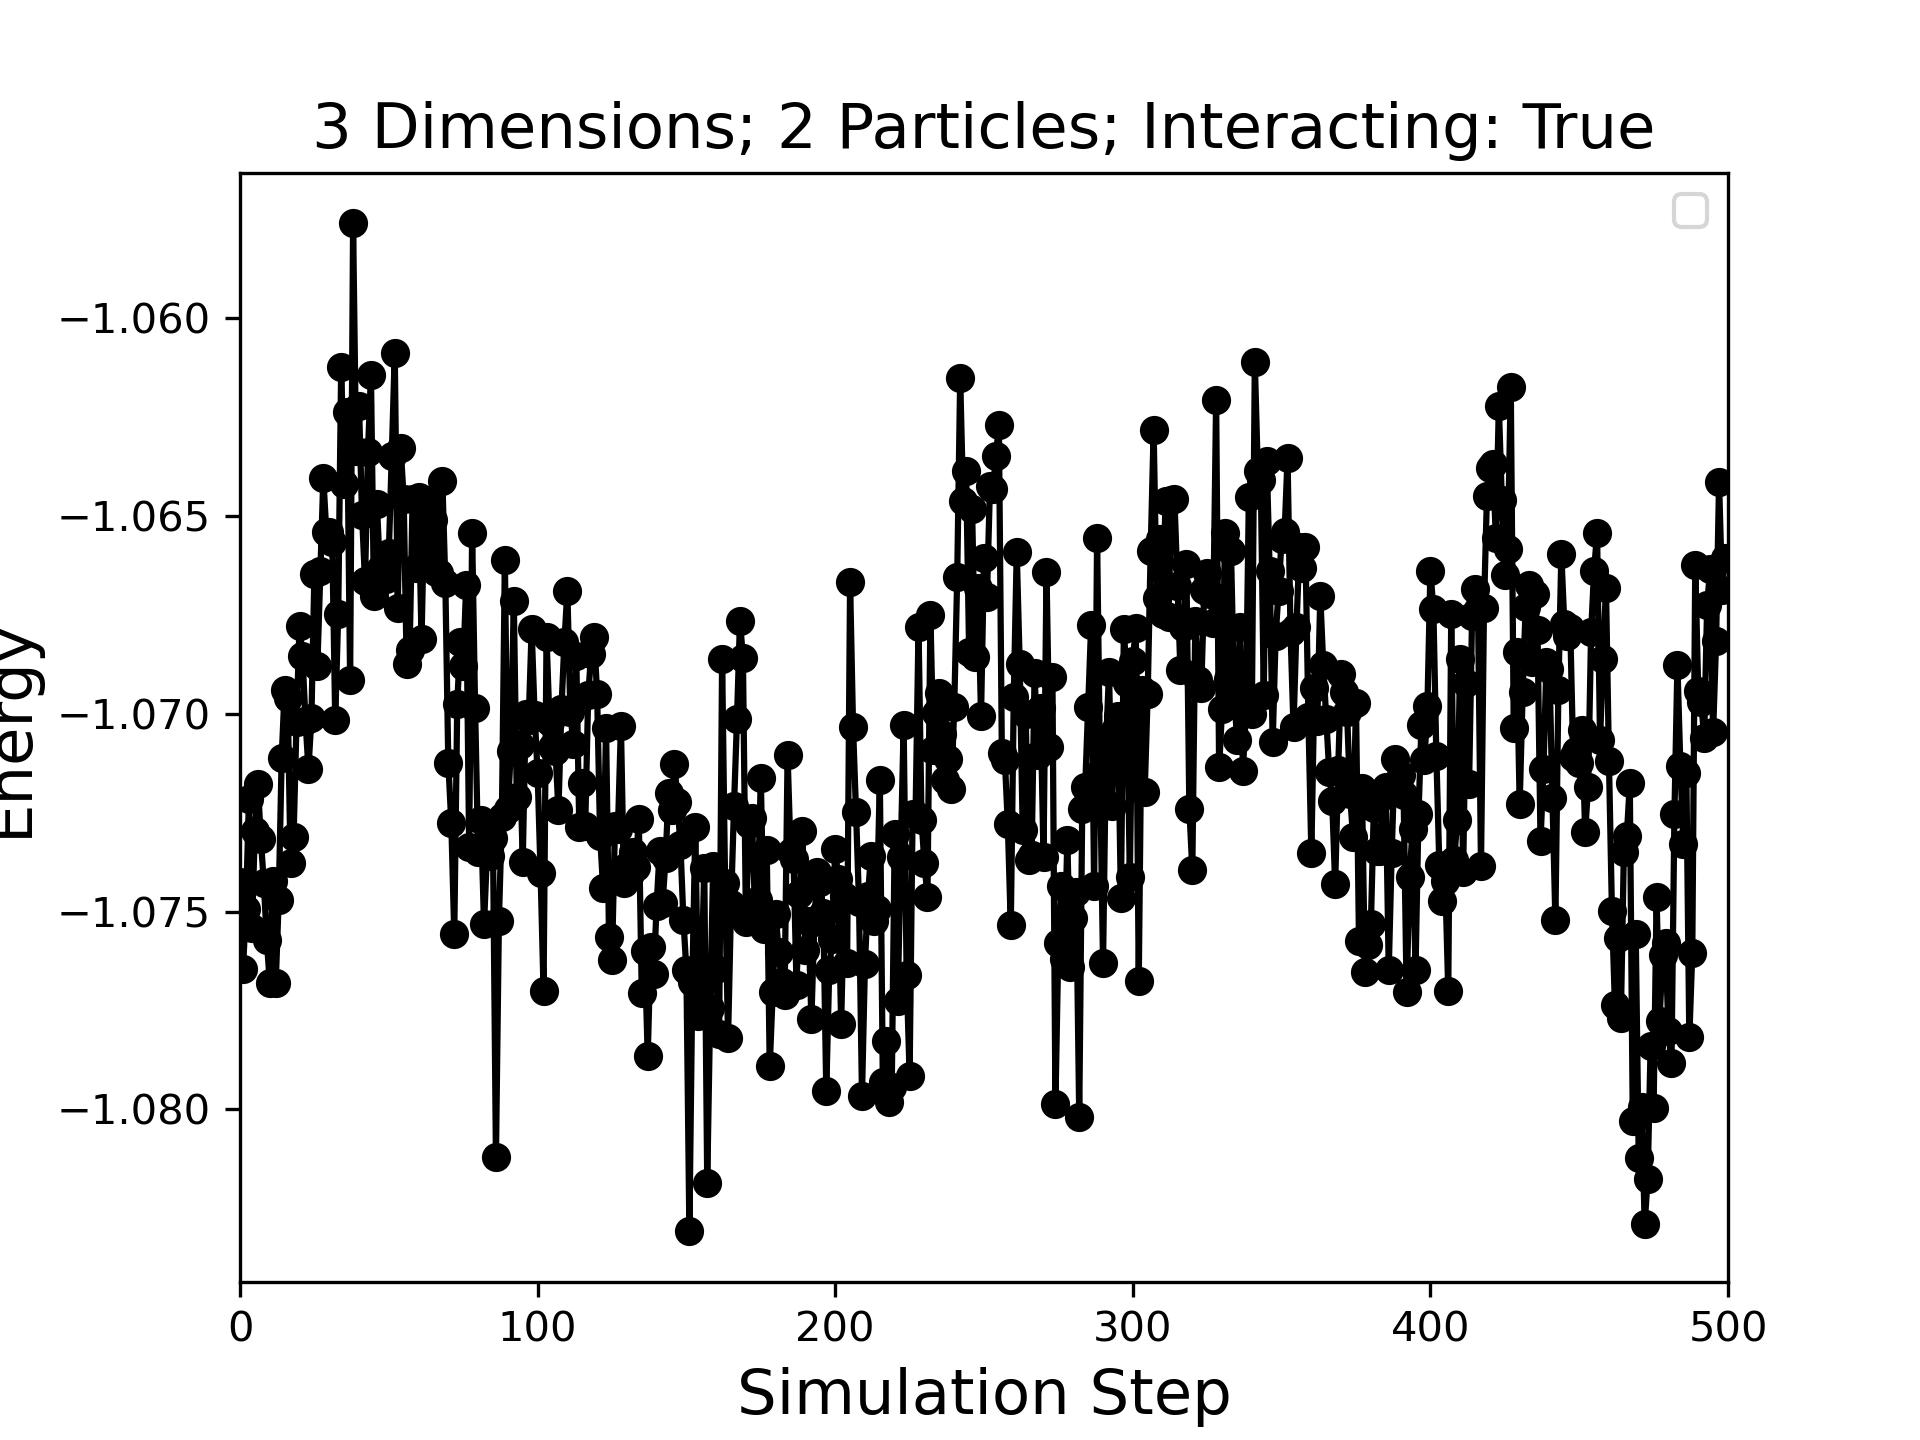 3 Dimensions; 2 Particles; Interacting: True
Energy
−1.060
−1.065
−1.070
−1.075
−1.080
0 100 200 300 400 500
Simulation Step